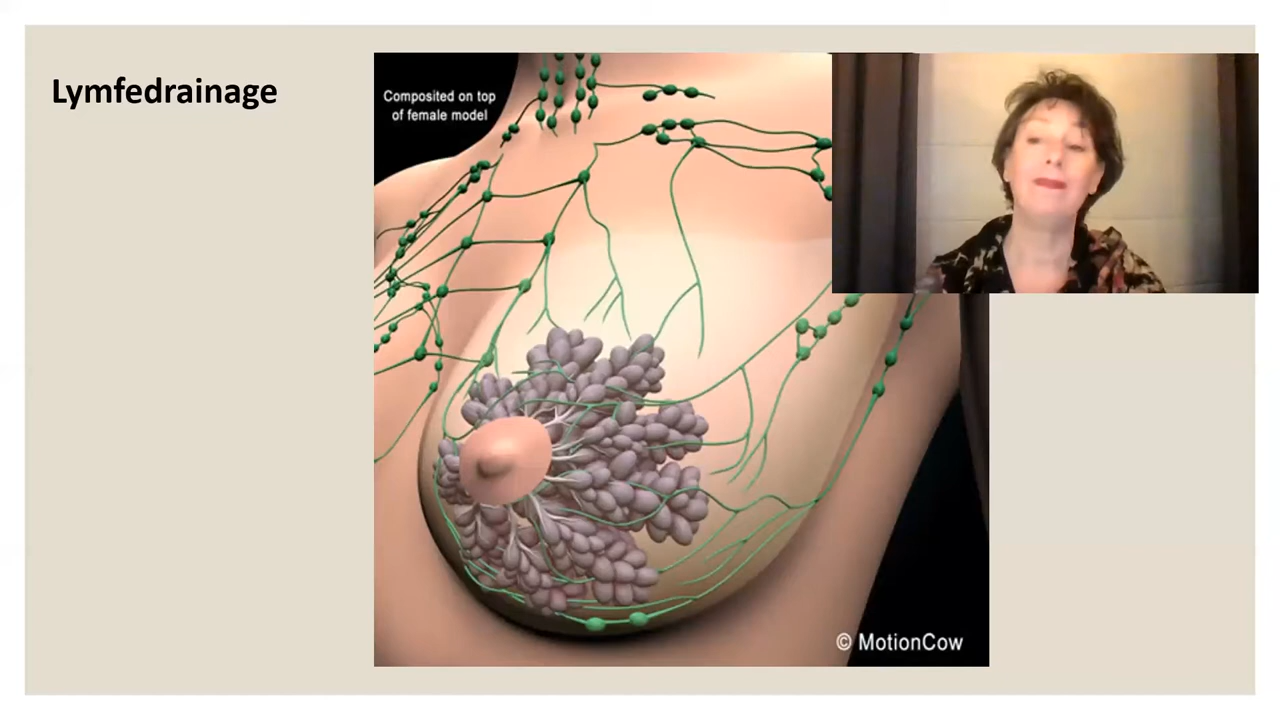 Lymfedrainage
Composited on top
of female model
© MotionCow